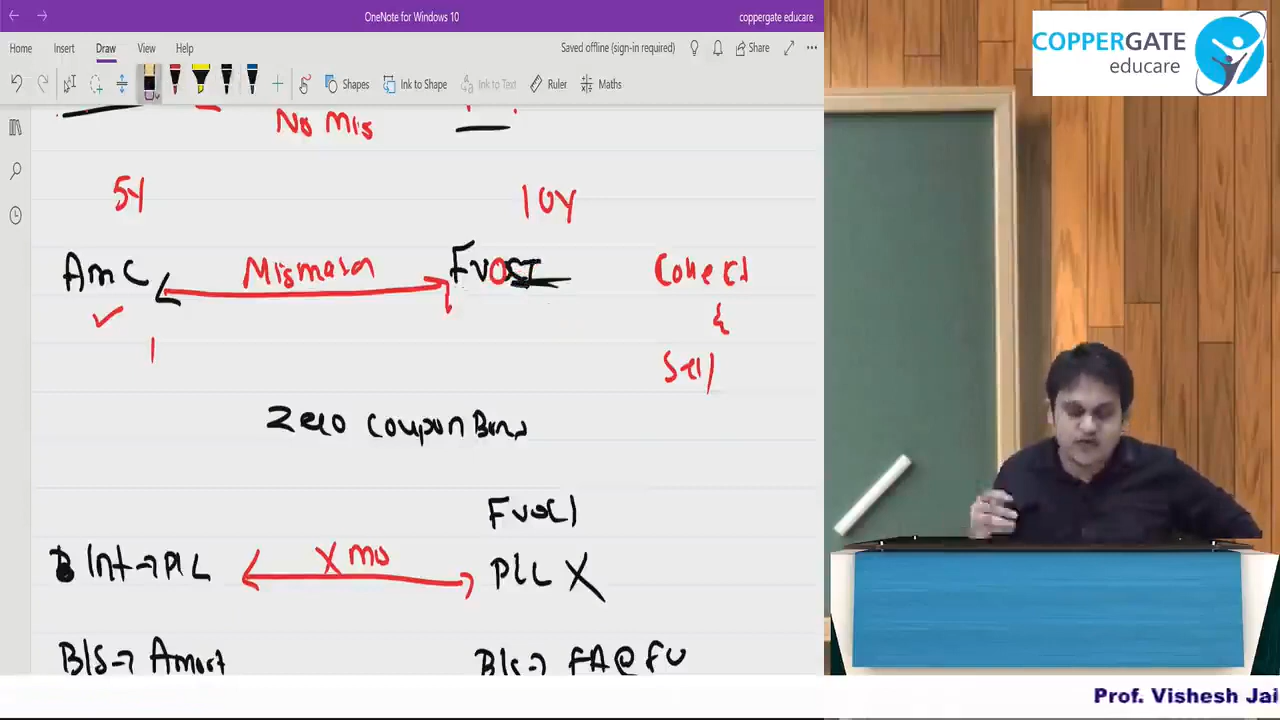 OneNote for Windows 10
coppergate educare
Home Insert Draw View Help
Saved offline (sign-in required)
Share
Shapes
Ink to Shape
Ink to Text
Ruler
Maths
COPPERGATE
educare
No Mis
5Y
10Y
AmC
Mismatch
FVOCI
Collect
&
Sell
Zero Coupon Bond
FVOCI
Int→P/L
X
P/L X
B/S→ Amort
B/S→ FA@FV
Prof. Vishesh Jai